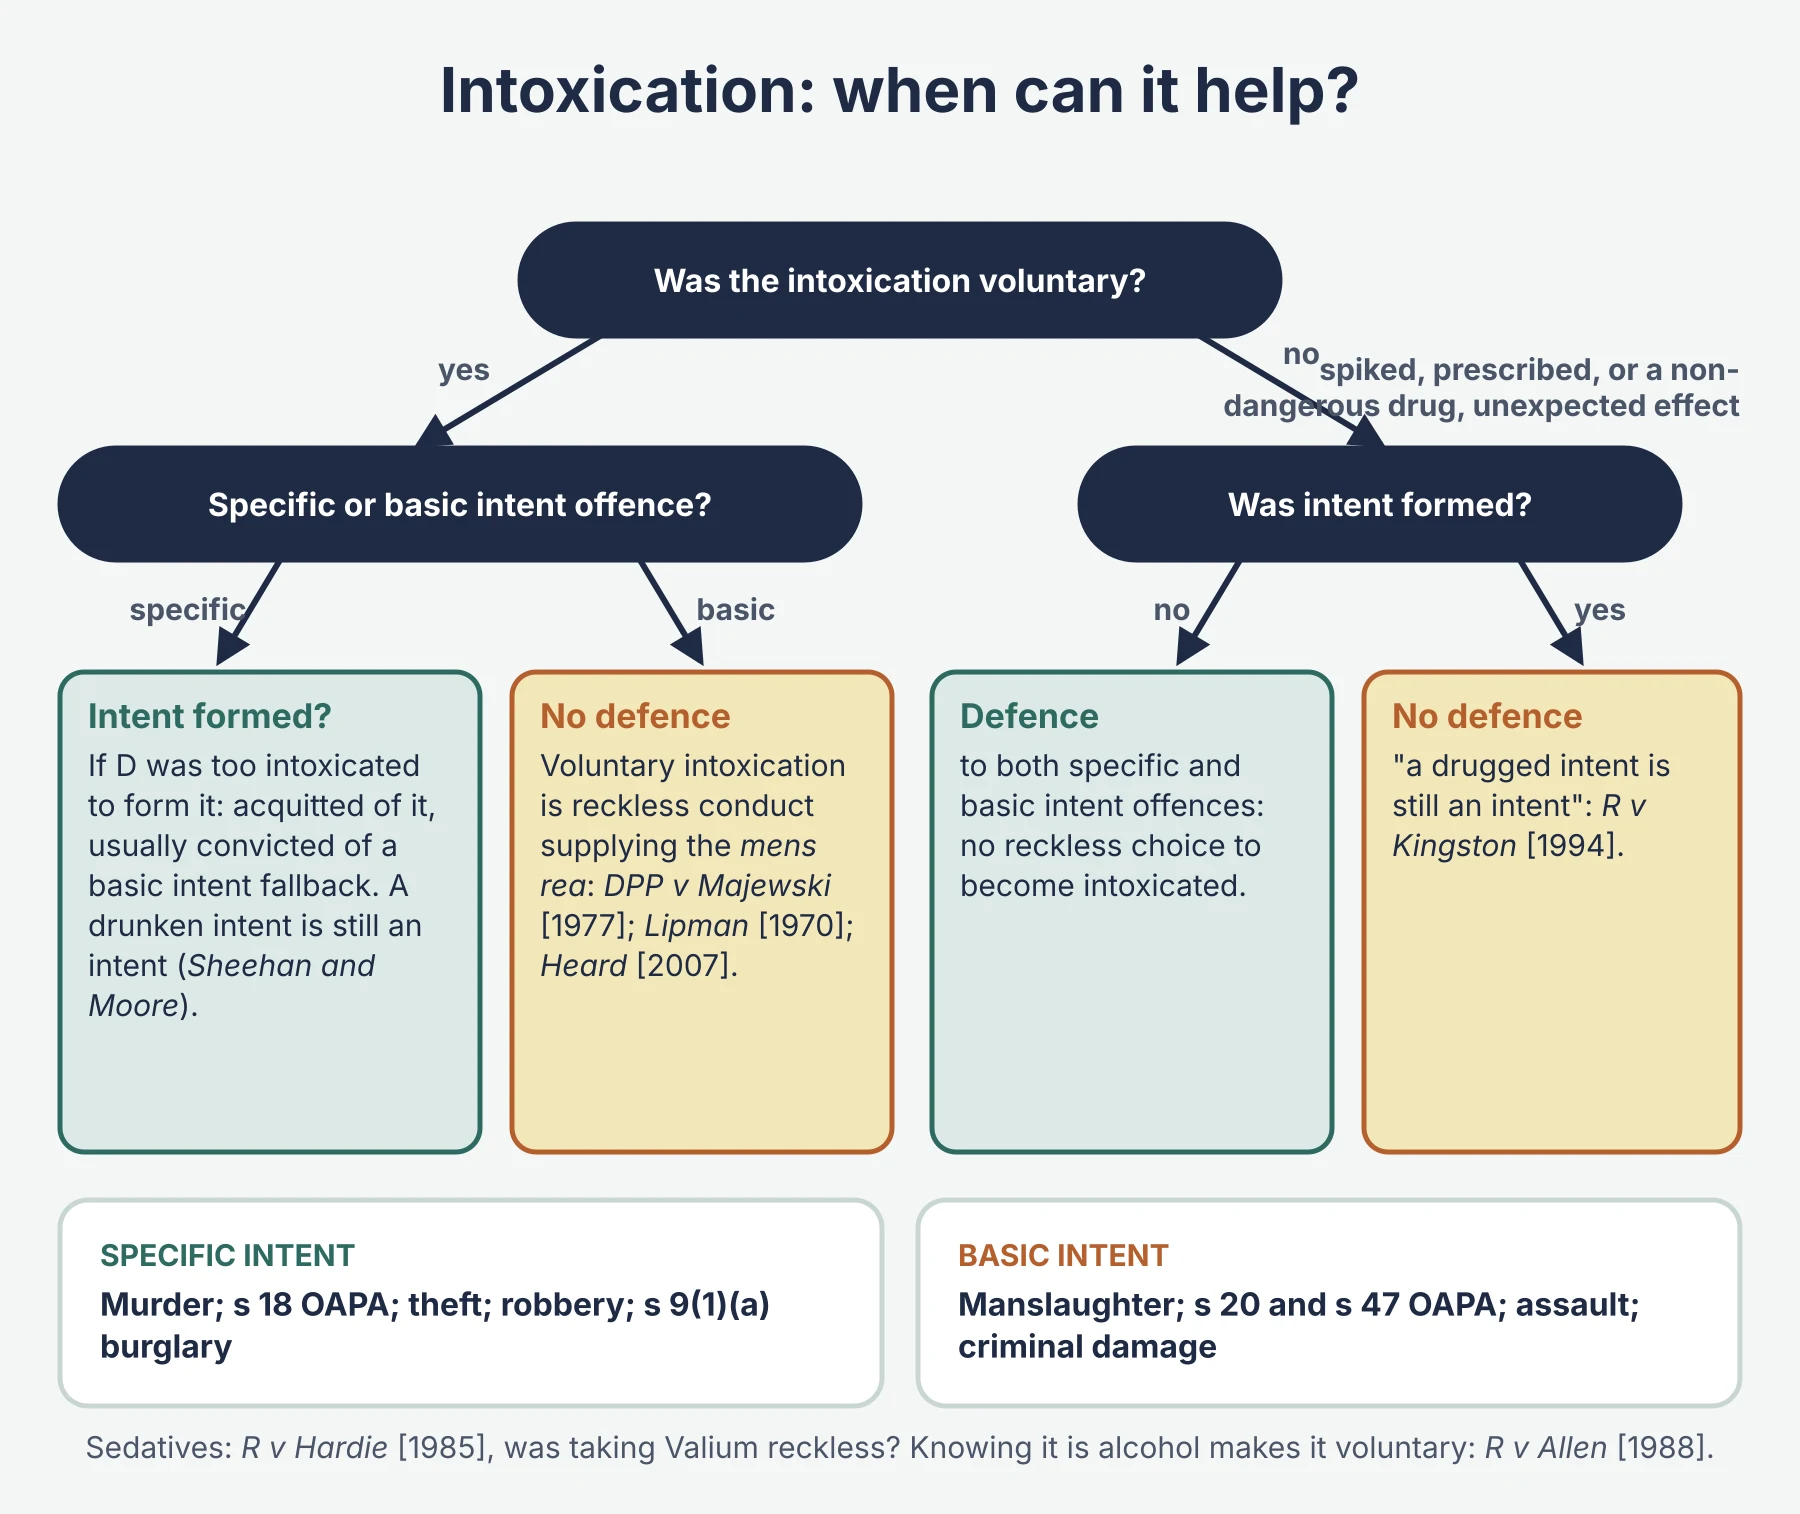 Intoxication: when can it help?
Was the intoxication voluntary?
yes
no
spiked, prescribed, or a non-
dangerous drug, unexpected effect
Specific or basic intent offence?
Was intent formed?
specific
basic
no
yes
Intent formed?
If D was too intoxicated
to form it: acquitted of it,
usually convicted of a
basic intent fallback. A
drunken intent is still an
intent (Sheehan and
Moore).
No defence
Voluntary intoxication
is reckless conduct
supplying the mens
rea: DPP v Majewski
[1977]; Lipman [1970];
Heard [2007].
Defence
to both specific and
basic intent offences:
no reckless choice to
become intoxicated.
No defence
"a drugged intent is
still an intent": R v
Kingston [1994].
SPECIFIC INTENT
Murder; s 18 OAPA; theft; robbery; s 9(1)(a)
burglary
BASIC INTENT
Manslaughter; s 20 and s 47 OAPA; assault;
criminal damage
Sedatives: R v Hardie [1985], was taking Valium reckless? Knowing it is alcohol makes it voluntary: R v Allen [1988].